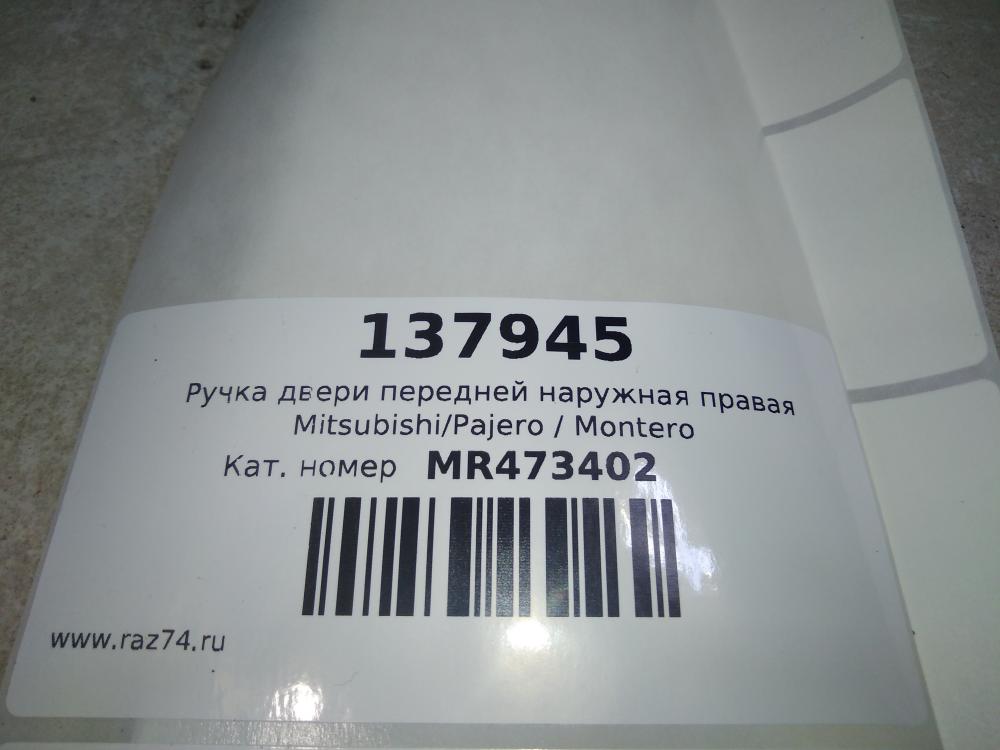 137945
Ручка двери передней наружная правая
Mitsubishi/Pajero / Montero
Кат. номер MR473402
www.raz74.ru